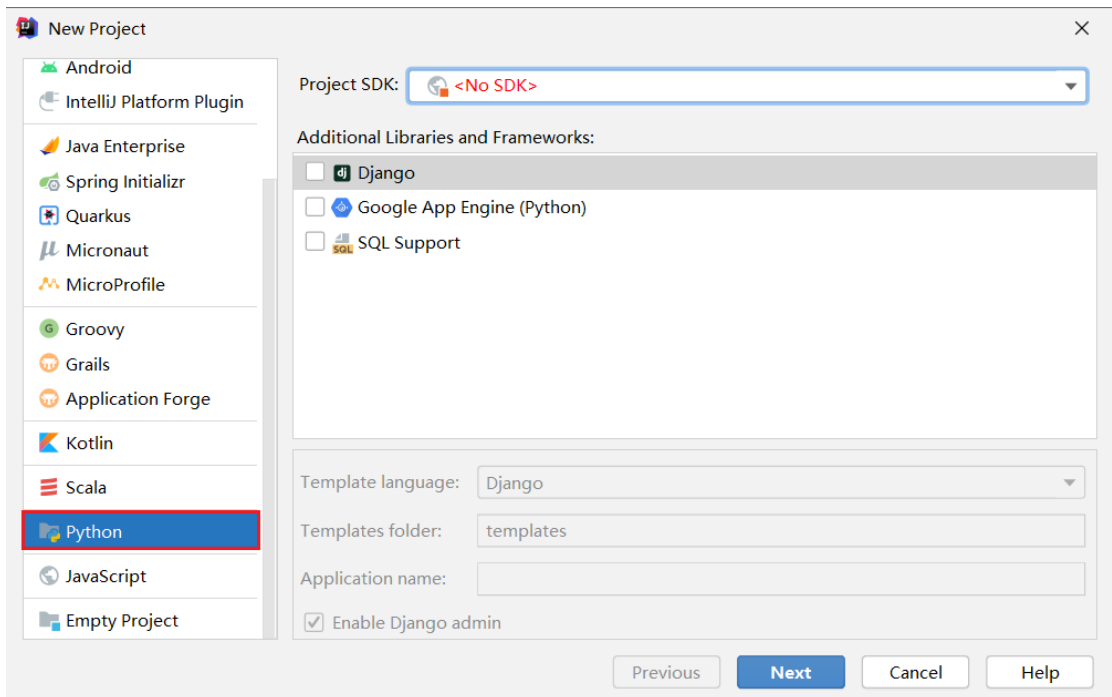 New Project
Android
IntelliJ Platform Plugin
Java Enterprise
Spring Initializr
Quarkus
Micronaut
MicroProfile
Groovy
Grails
Application Forge
Kotlin
Scala
Python
JavaScript
Empty Project
Project SDK: <No SDK>
Additional Libraries and Frameworks:
Django
Google App Engine (Python)
SQL Support
Template language: Django
Templates folder: templates
Application name:
Enable Django admin
Previous Next Cancel Help